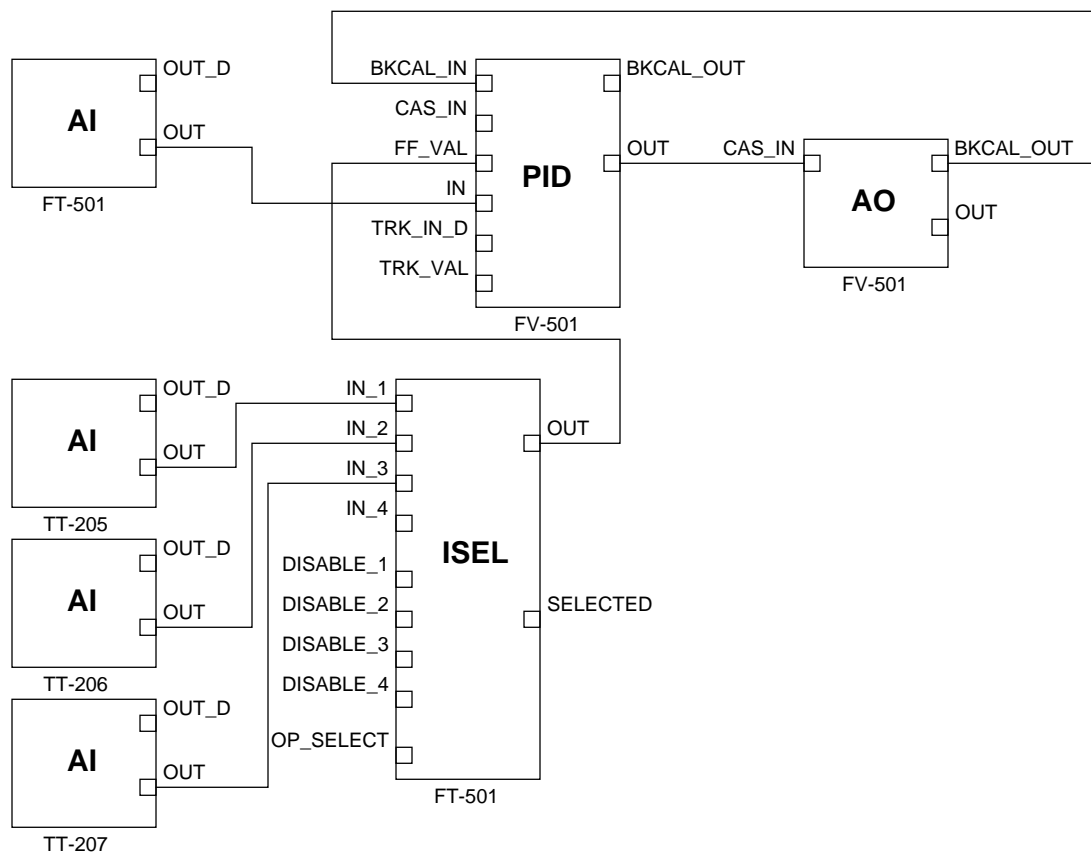 AI
OUT_D
OUT
FT-501
BKCAL_IN
CAS_IN
FF_VAL
IN
TRK_IN_D
TRK_VAL
PID
BKCAL_OUT
OUT
FV-501
CAS_IN
AO
BKCAL_OUT
OUT
FV-501
AI
OUT_D
OUT
TT-205
AI
OUT_D
OUT
TT-206
AI
OUT_D
OUT
TT-207
IN_1
IN_2
IN_3
IN_4
DISABLE_1
DISABLE_2
DISABLE_3
DISABLE_4
OP_SELECT
ISEL
OUT
SELECTED
FT-501